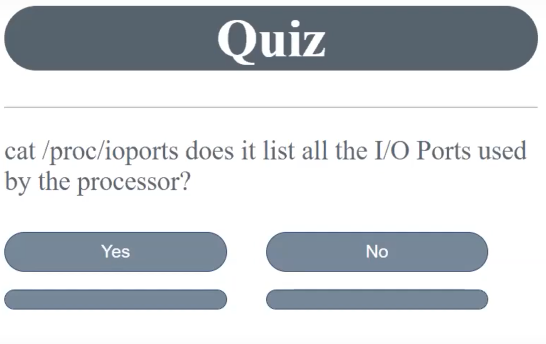 Quiz
cat /proc/ioports does it list all the I/O Ports used
by the processor?
Yes
No